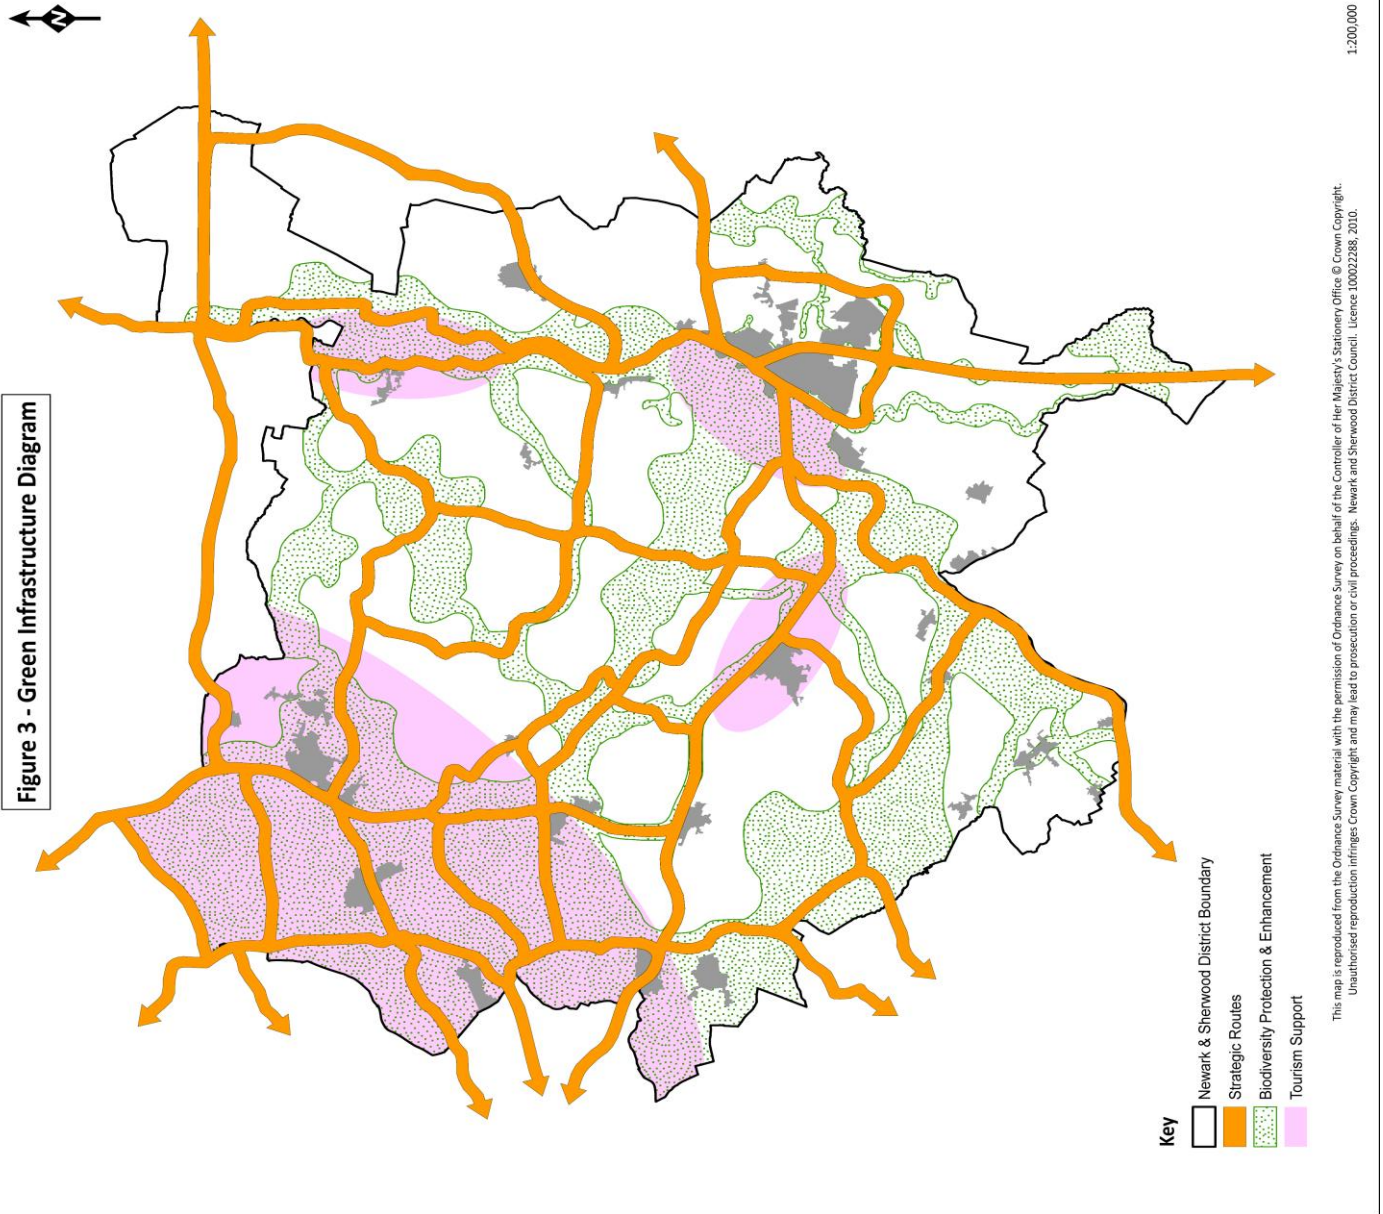 Figure 3 - Green Infrastructure Diagram
N
Key
Newark & Sherwood District Boundary
Strategic Routes
Biodiversity Protection & Enhancement
Tourism Support
This map is reproduced from the Ordnance Survey material with the permission of Ordnance Survey on behalf of the Controller of Her Majesty's Stationery Office © Crown Copyright.
Unauthorised reproduction infringes Crown Copyright and may lead to prosecution or civil proceedings. Newark and Sherwood District Council. Licence 100022288, 2010.
1:200,000